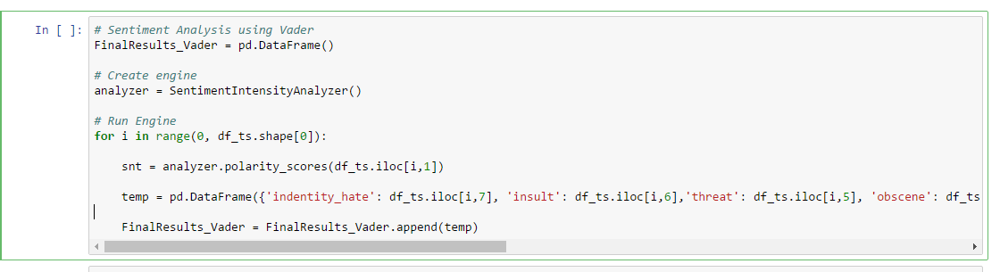 In [ ]:
# Sentiment Analysis using Vader
FinalResults_Vader = pd.DataFrame()
# Create engine
analyzer = SentimentIntensityAnalyzer()
# Run Engine
for i in range(0, df_ts.shape[0]):
snt = analyzer.polarity_scores(df_ts.iloc[i,1])
temp = pd.DataFrame({'indentity_hate': df_ts.iloc[i,7], 'insult': df_ts.iloc[i,6],'threat': df_ts.iloc[i,5], 'obscene': df_ts
FinalResults_Vader = FinalResults_Vader.append(temp)